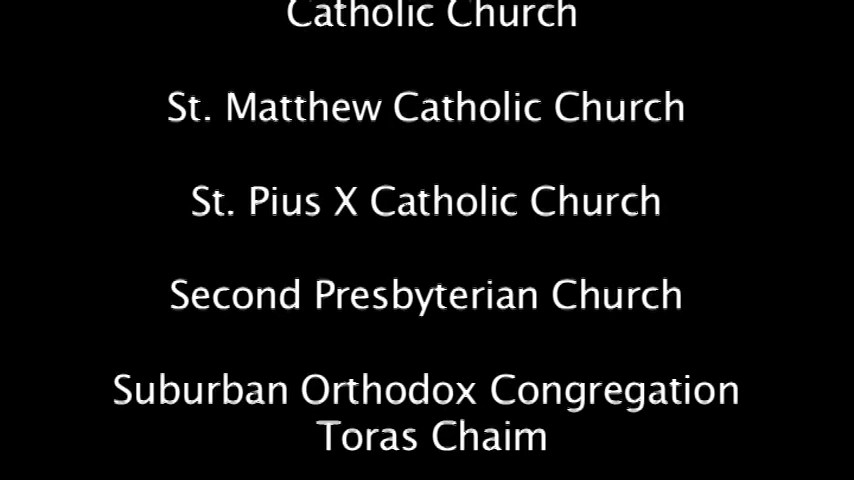 Catholic Church
St. Matthew Catholic Church
St. Pius X Catholic Church
Second Presbyterian Church
Suburban Orthodox Congregation
Toras Chaim